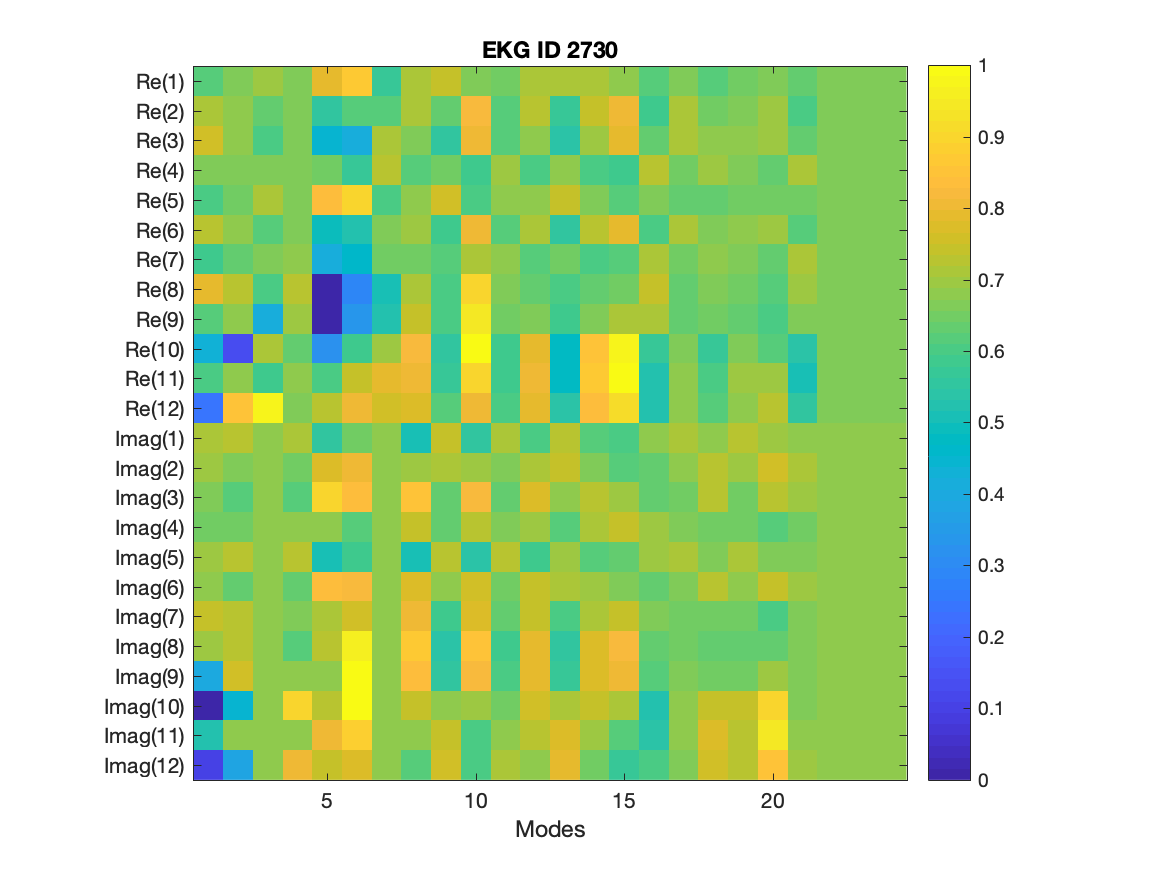 EKG ID 2730
Re(1)
Re(2)
Re(3)
Re(4)
Re(5)
Re(6)
Re(7)
Re(8)
Re(9)
Re(10)
Re(11)
Re(12)
Imag(1)
Imag(2)
Imag(3)
Imag(4)
Imag(5)
Imag(6)
Imag(7)
Imag(8)
Imag(9)
Imag(10)
Imag(11)
Imag(12)
5 10 15 20
Modes
1
0.9
0.8
0.7
0.6
0.5
0.4
0.3
0.2
0.1
0